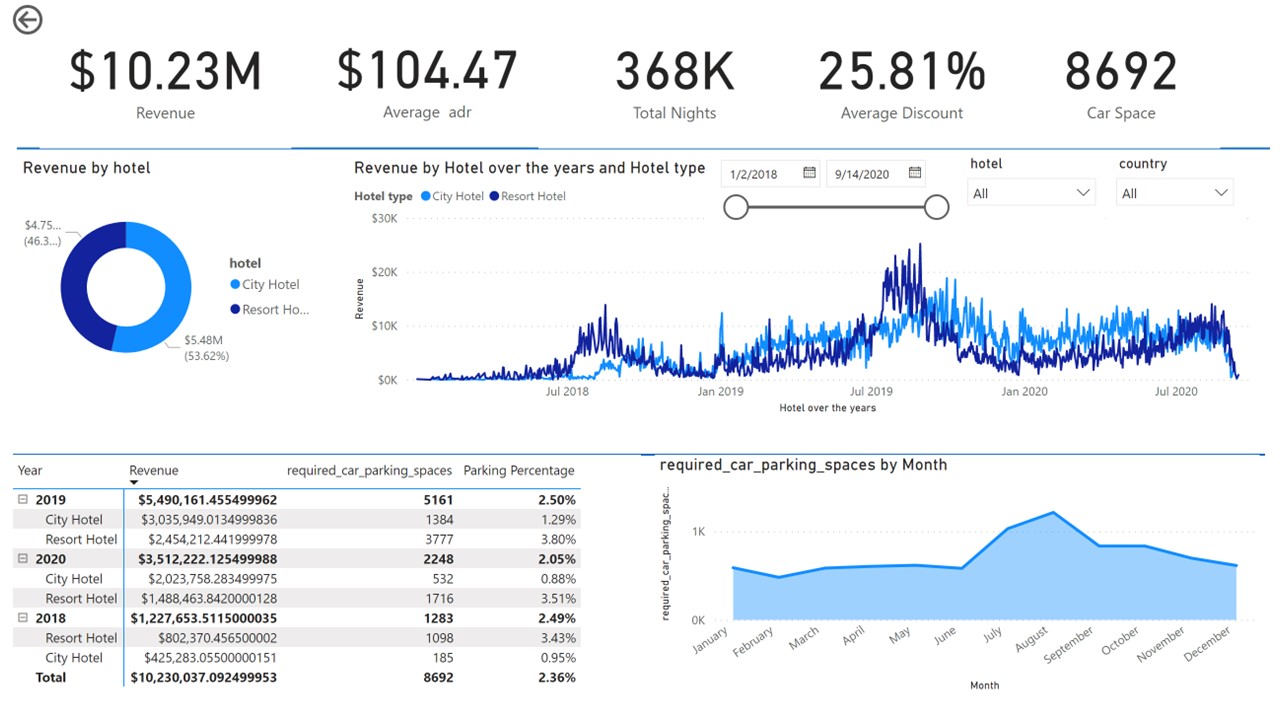 $10.23M
Revenue
$104.47
Average adr
368K
Total Nights
25.81%
Average Discount
8692
Car Space
Revenue by hotel
$4.75...
(46.3...)
$5.48M
(53.62%)
hotel
City Hotel
Resort Ho...
Revenue by Hotel over the years and Hotel type
1/2/2018
9/14/2020
hotel
All
country
All
Hotel type City Hotel Resort Hotel
Revenue
$30K
$20K
$10K
$0K
Jul 2018 Jan 2019 Jul 2019 Jan 2020 Jul 2020
Hotel over the years
Year Revenue required_car_parking_spaces Parking Percentage
2019 $5,490,161.455499962 5161 2.50%
City Hotel $3,035,949.0134999836 1384 1.29%
Resort Hotel $2,454,212.441999978 3777 3.80%
2020 $3,512,222.125499988 2248 2.05%
City Hotel $2,023,758.283499975 532 0.88%
Resort Hotel $1,488,463.8420000128 1716 3.51%
2018 $1,227,653.5115000035 1283 2.49%
Resort Hotel $802,370.456500002 1098 3.43%
City Hotel $425,283.05500000151 185 0.95%
Total $10,230,037.092499953 8692 2.36%
required_car_parking_spaces by Month
required_car_parking_spac...
1K
0K
January February March April May June July August September October November December
Month